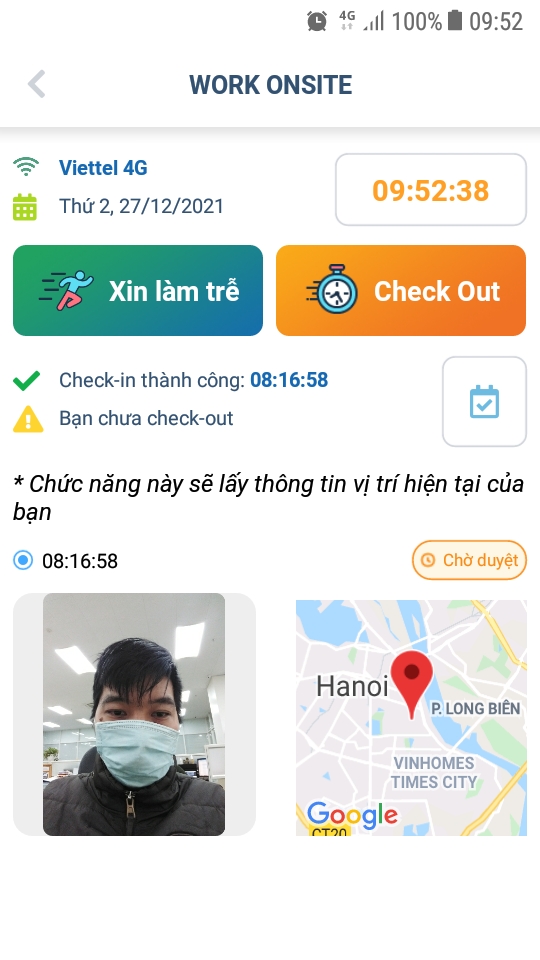 4G 100% 09:52
WORK ONSITE
Viettel 4G
Thứ 2, 27/12/2021
09:52:38
Xin làm trễ
Check Out
Check-in thành công: 08:16:58
Bạn chưa check-out
* Chức năng này sẽ lấy thông tin vị trí hiện tại của
bạn
08:16:58
Chờ duyệt
Hanoi
P. LONG BIÊN
VINHOMES
TIMES CITY
Google
CT20